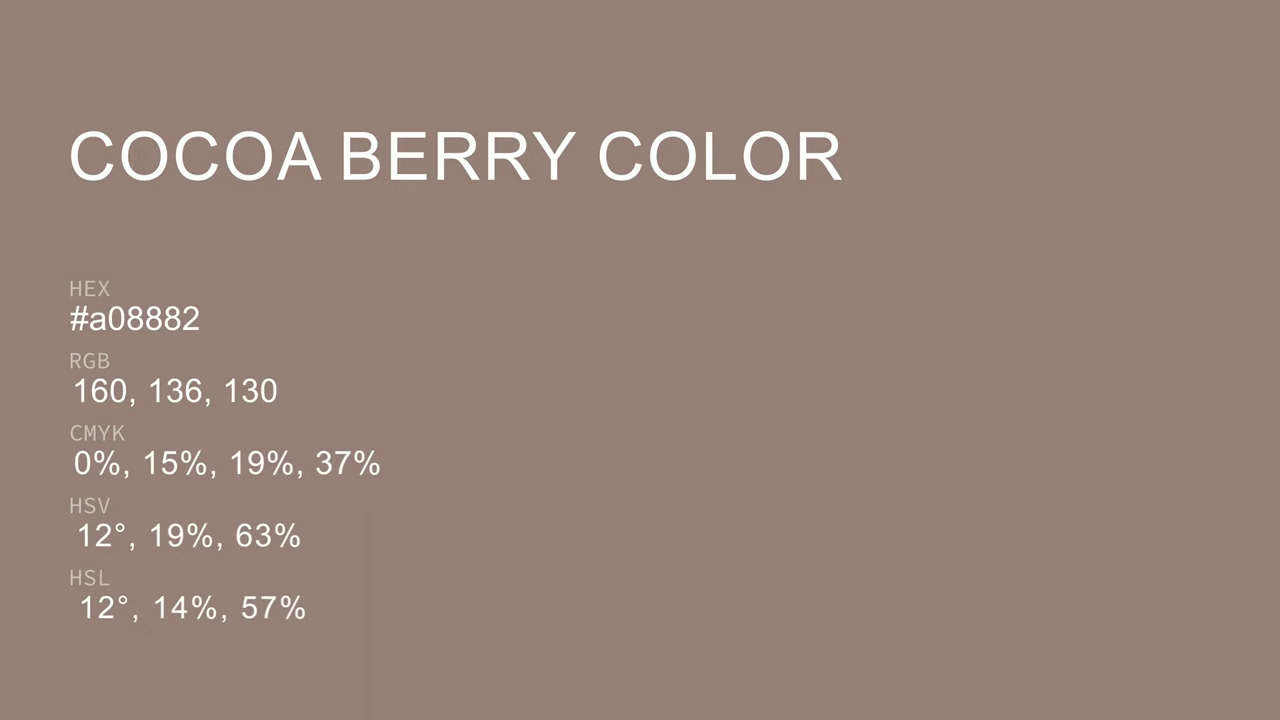 COCOA BERRY COLOR
HEX
#a08882
RGB
160, 136, 130
CMYK
0%, 15%, 19%, 37%
HSV
12°, 19%, 63%
HSL
12°, 14%, 57%